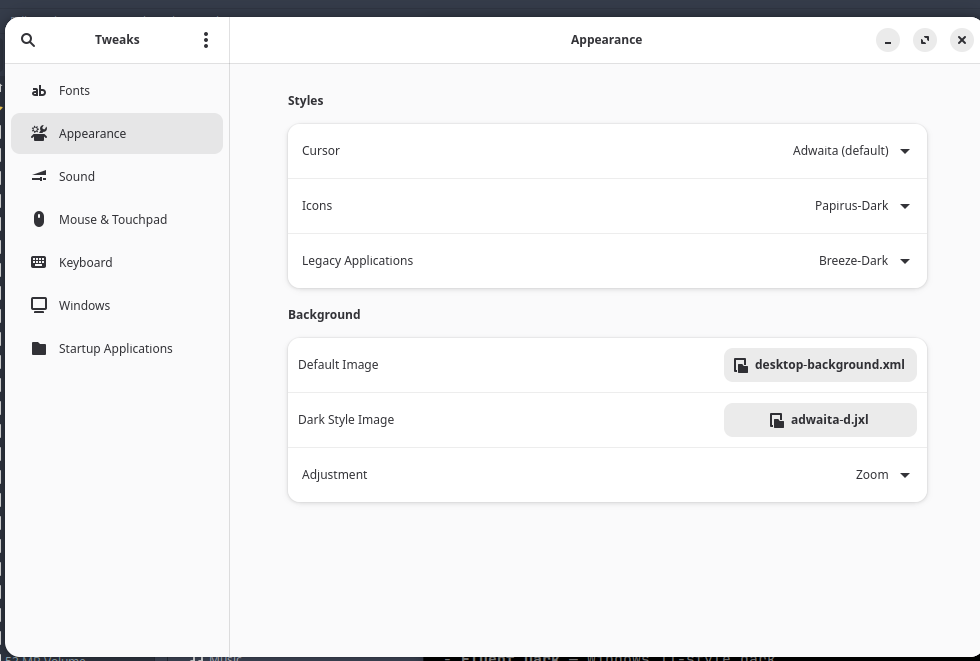 Tweaks
Appearance
Fonts
Appearance
Sound
Mouse & Touchpad
Keyboard
Windows
Startup Applications
Styles
Cursor Adwaita (default)
Icons Papirus-Dark
Legacy Applications Breeze-Dark
Background
Default Image desktop-background.xml
Dark Style Image adwaita-d.jxl
Adjustment Zoom